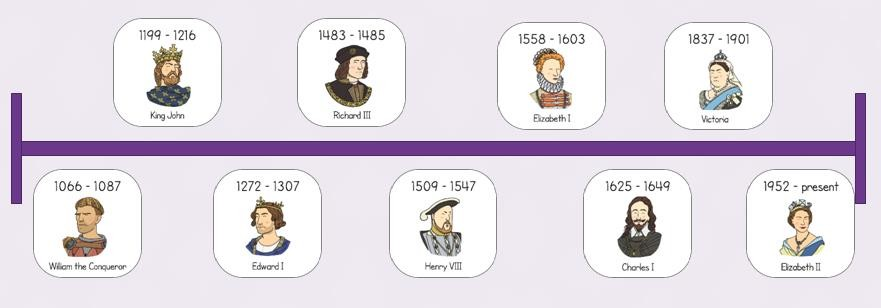 1199 - 1216
King John
1483 - 1485
Richard III
1558 - 1603
Elizabeth I
1837 - 1901
Victoria
1066 - 1087
William the Conqueror
1272 - 1307
Edward I
1509 - 1547
Henry VIII
1625 - 1649
Charles I
1952 - present
Elizabeth II